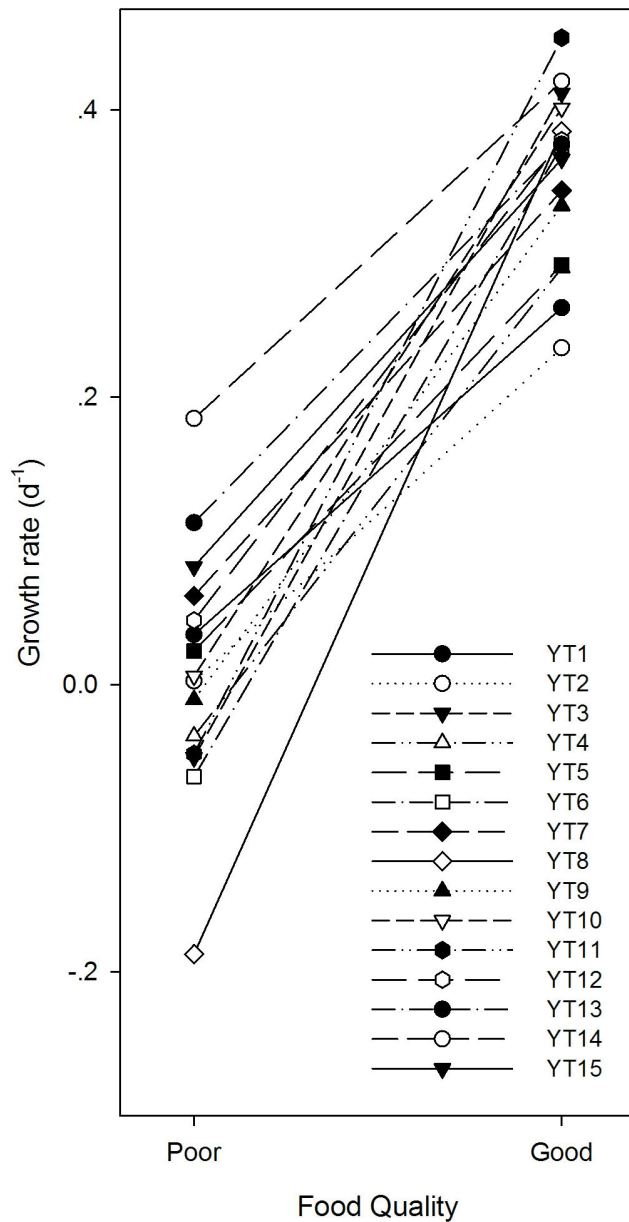 .4
.2
0.0
-.2
Growth rate (d-1)
YT1
YT2
YT3
YT4
YT5
YT6
YT7
YT8
YT9
YT10
YT11
YT12
YT13
YT14
YT15
Poor Good
Food Quality